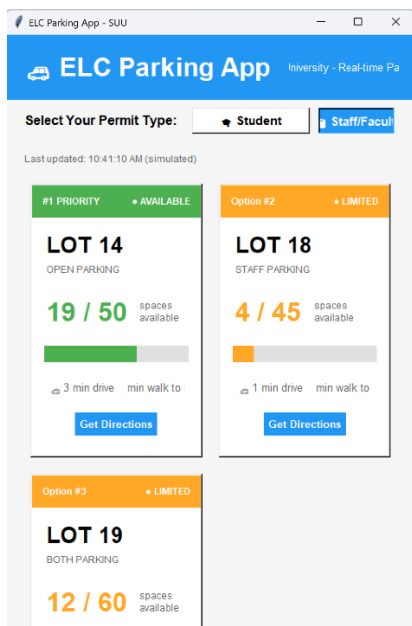 ELC Parking App - SUU
ELC Parking App
University - Real-time Pa
Select Your Permit Type:
Student
Staff/Facul
Last updated: 10:41:10 AM (simulated)
#1 PRIORITY
● AVAILABLE
LOT 14
OPEN PARKING
19 / 50
spaces
available
3 min drive
min walk to
Get Directions
Option #2
● LIMITED
LOT 18
STAFF PARKING
4 / 45
spaces
available
1 min drive
min walk to
Get Directions
Option #3
● LIMITED
LOT 19
BOTH PARKING
12 / 60
spaces
available